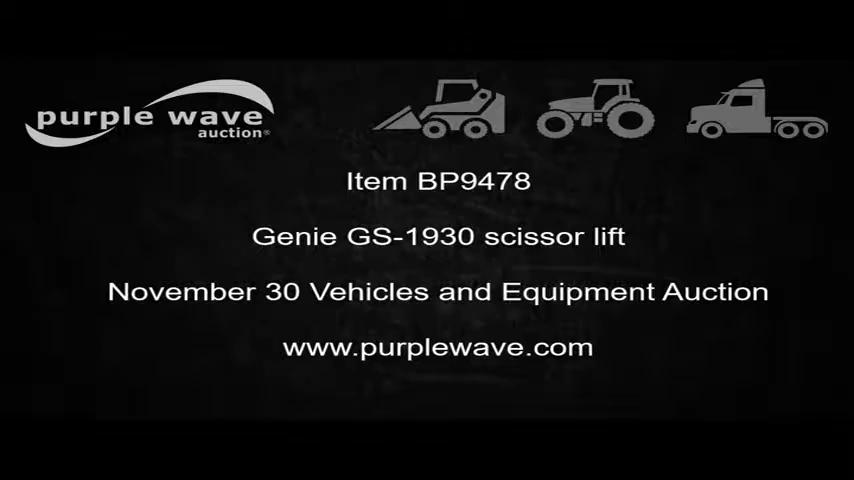 purple wave
auction®
Item BP9478
Genie GS-1930 scissor lift
November 30 Vehicles and Equipment Auction
www.purplewave.com